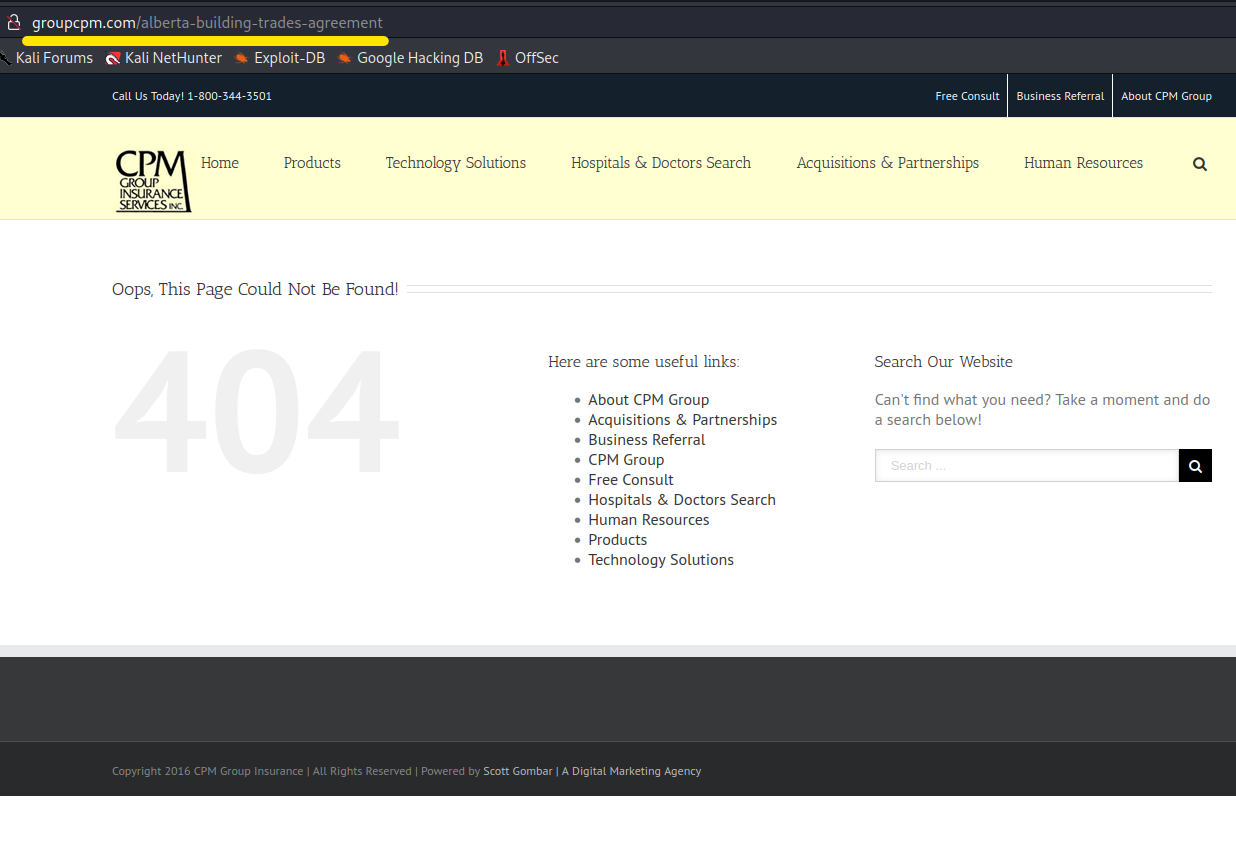 groupcpm.com/alberta-building-trades-agreement
Kali Forums Kali NetHunter Exploit-DB Google Hacking DB OffSec
Call Us Today! 1-800-344-3501 Free Consult Business Referral About CPM Group
CPM
GROUP
INSURANCE
SERVICES INC.
Home Products Technology Solutions Hospitals & Doctors Search Acquisitions & Partnerships Human Resources
Oops, This Page Could Not Be Found!
404
Here are some useful links:
About CPM Group
Acquisitions & Partnerships
Business Referral
CPM Group
Free Consult
Hospitals & Doctors Search
Human Resources
Products
Technology Solutions
Search Our Website
Can't find what you need? Take a moment and do
a search below!
Search ...
Copyright 2016 CPM Group Insurance | All Rights Reserved | Powered by Scott Gombar | A Digital Marketing Agency